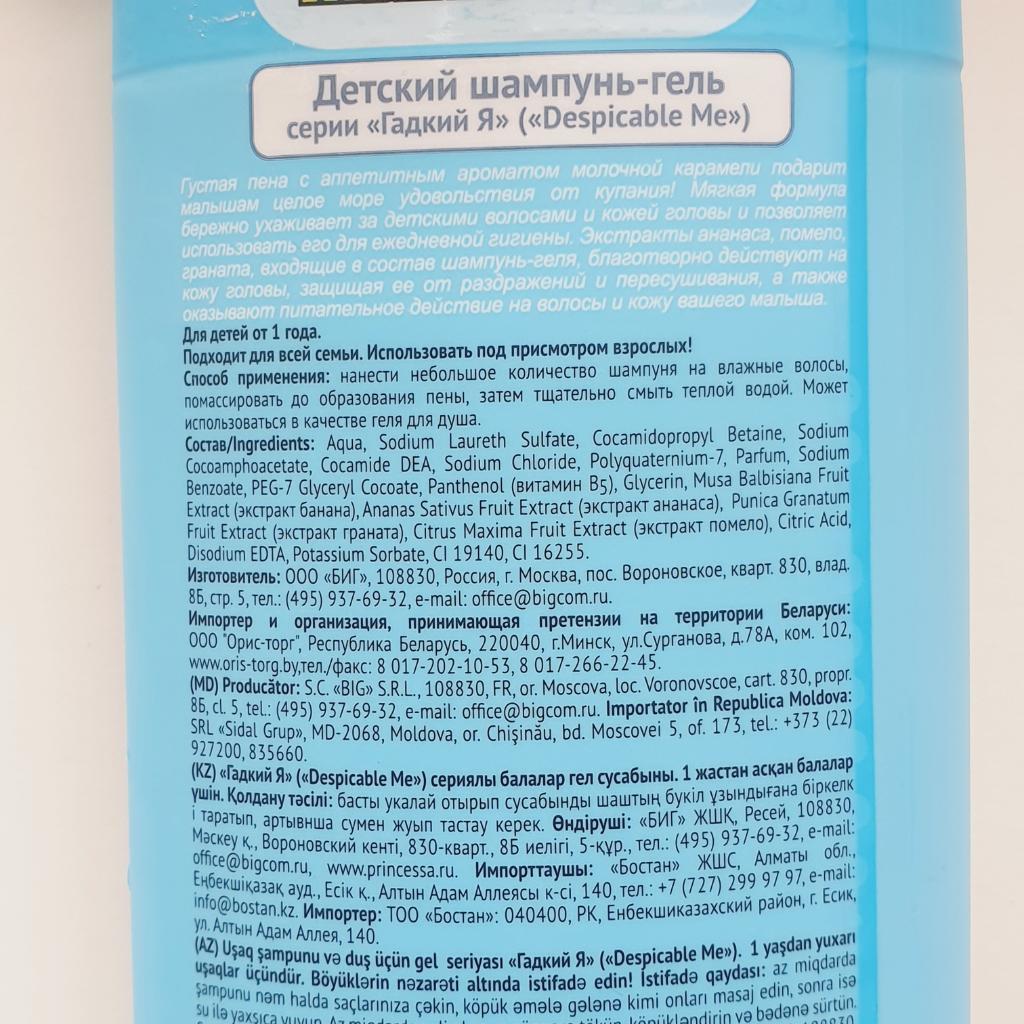 Детский шампунь-гель
серии «Гадкий Я» («Despicable Me»)
Густая пена с аппетитным ароматом молочной карамели подарит
малышам целое море удовольствия от купания! Мягкая формула
бережно ухаживает за детскими волосами и кожей головы и позволяет
использовать его для ежедневной гигиены. Экстракты ананаса, помело,
граната, входящие в состав шампунь-геля, благотворно действуют на
кожу головы, защищая ее от раздражений и пересушивания, а также
оказывают питательное действие на волосы и кожу вашего малыша.
Для детей от 1 года.
Подходит для всей семьи. Использовать под присмотром взрослых!
Способ применения: нанести небольшое количество шампуня на влажные волосы,
помассировать до образования пены, затем тщательно смыть теплой водой. Может
использоваться в качестве геля для душа.
Состав/Ingredients: Aqua, Sodium Laureth Sulfate, Cocamidopropyl Betaine, Sodium
Cocoamphoacetate, Cocamide DEA, Sodium Chloride, Polyquaternium-7, Parfum, Sodium
Benzoate, PEG-7 Glyceryl Cocoate, Panthenol (витамин B5), Glycerin, Musa Balbisiana Fruit
Extract (экстракт банана), Ananas Sativus Fruit Extract (экстракт ананаса), Punica Granatum
Fruit Extract (экстракт граната), Citrus Maxima Fruit Extract (экстракт помело), Citric Acid,
Disodium EDTA, Potassium Sorbate, CI 19140, CI 16255.
Изготовитель: ООО «БИГ», 108830, Россия, г. Москва, пос. Вороновское, кварт. 830, влад.
8Б, стр. 5, тел.: (495) 937-69-32, e-mail: office@bigcom.ru.
Импортер и организация, принимающая претензии на территории Беларуси:
ООО "Орис-торг", Республика Беларусь, 220040, г.Минск, ул.Сурганова, д.78А, ком. 102,
www.oris-torg.by,тел./факс: 8 017-202-10-53, 8 017-266-22-45.
(MD) Producător: S.C. «BIG» S.R.L., 108830, FR, or. Moscova, loc. Voronovscoe, cart. 830, propr.
8Б, cl. 5, tel.: (495) 937-69-32, e-mail: office@bigcom.ru. Importator în Republica Moldova:
SRL «Sidal Grup», MD-2068, Moldova, or. Chişinău, bd. Moscovei 5, of. 173, tel.: +373 (22)
927200, 835660.
(KZ) «Гадкий Я» («Despicable Me») сериялы балалар гел сусабыны. 1 жастан асқан балалар
үшін. Қолдану тәсілі: басты укалай отырып сусабынды шаштың букіл ұзындығана біркелк
і таратып, артывнша сумен жуып тастау керек. Өндіруші: «БИГ» ЖШҚ, Ресей, 108830,
Мәскеу қ., Вороновский кенті, 830-кварт., 8Б иелігі, 5-құр., тел.: (495) 937-69-32, e-mail:
office@bigcom.ru, www.princessa.ru. Импорттаушы: «Бостан» ЖШС, Алматы обл.,
Еңбекшіқазақ ауд., Есік қ., Алтын Адам Аллеясы к-сі, 140, тел.: +7 (727) 299 97 97, e-mail:
info@bostan.kz. Импортер: ТОО «Бостан»: 040400, РК, Енбекшиказахский район, г. Есик,
ул. Алтын Адам Аллея, 140.
(AZ) Uşaq şampunu və duş üçün gel seriyası «Гадкий Я» («Despicable Me»). 1 yaşdan yuxarı
uşaqlar üçündür. Böyüklərin nəzarəti altında istifadə edin! İstifadə qaydası: az miqdarda
şampunu nəm halda saçlarınıza çəkin, köpük əmələ gələnə kimi onları masaj edin, sonra isə
su ilə yaxşıca yuyun. Az miqdarda köpükləndirin və bədənə sürtün.